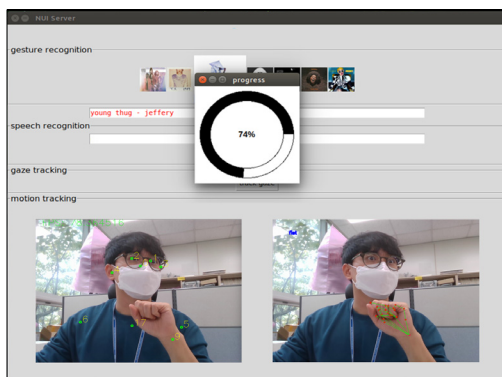 NUI Server
gesture recognition
progress
74%
young thug - jeffery
speech recognition
gaze tracking
motion tracking